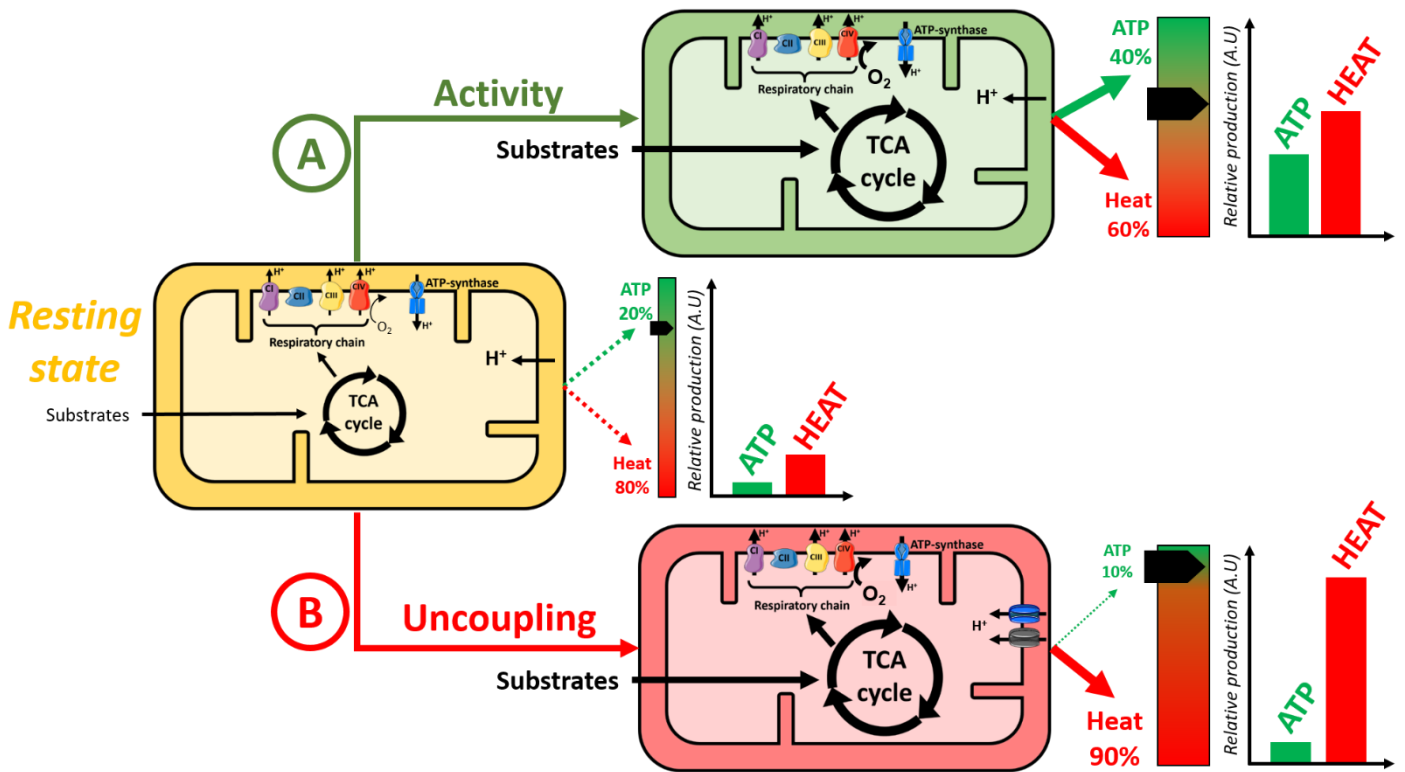 A
Activity
Substrates
H⁺
H⁺
H⁺
CI
CII
CIII
CIV
ATP-synthase
O₂
H⁺
Respiratory chain
H⁺
TCA
cycle
ATP
40%
Heat
60%
Relative production (A.U)
ATP
HEAT
Resting
state
Substrates
H⁺
H⁺
H⁺
CI
CII
CIII
CIV
ATP-synthase
O₂
H⁺
Respiratory chain
H⁺
TCA
cycle
ATP
20%
Heat
80%
Relative production (A.U)
ATP
HEAT
B
Uncoupling
Substrates
H⁺
H⁺
H⁺
CI
CII
CIII
CIV
ATP-synthase
O₂
H⁺
Respiratory chain
H⁺
TCA
cycle
ATP
10%
Heat
90%
Relative production (A.U)
ATP
HEAT